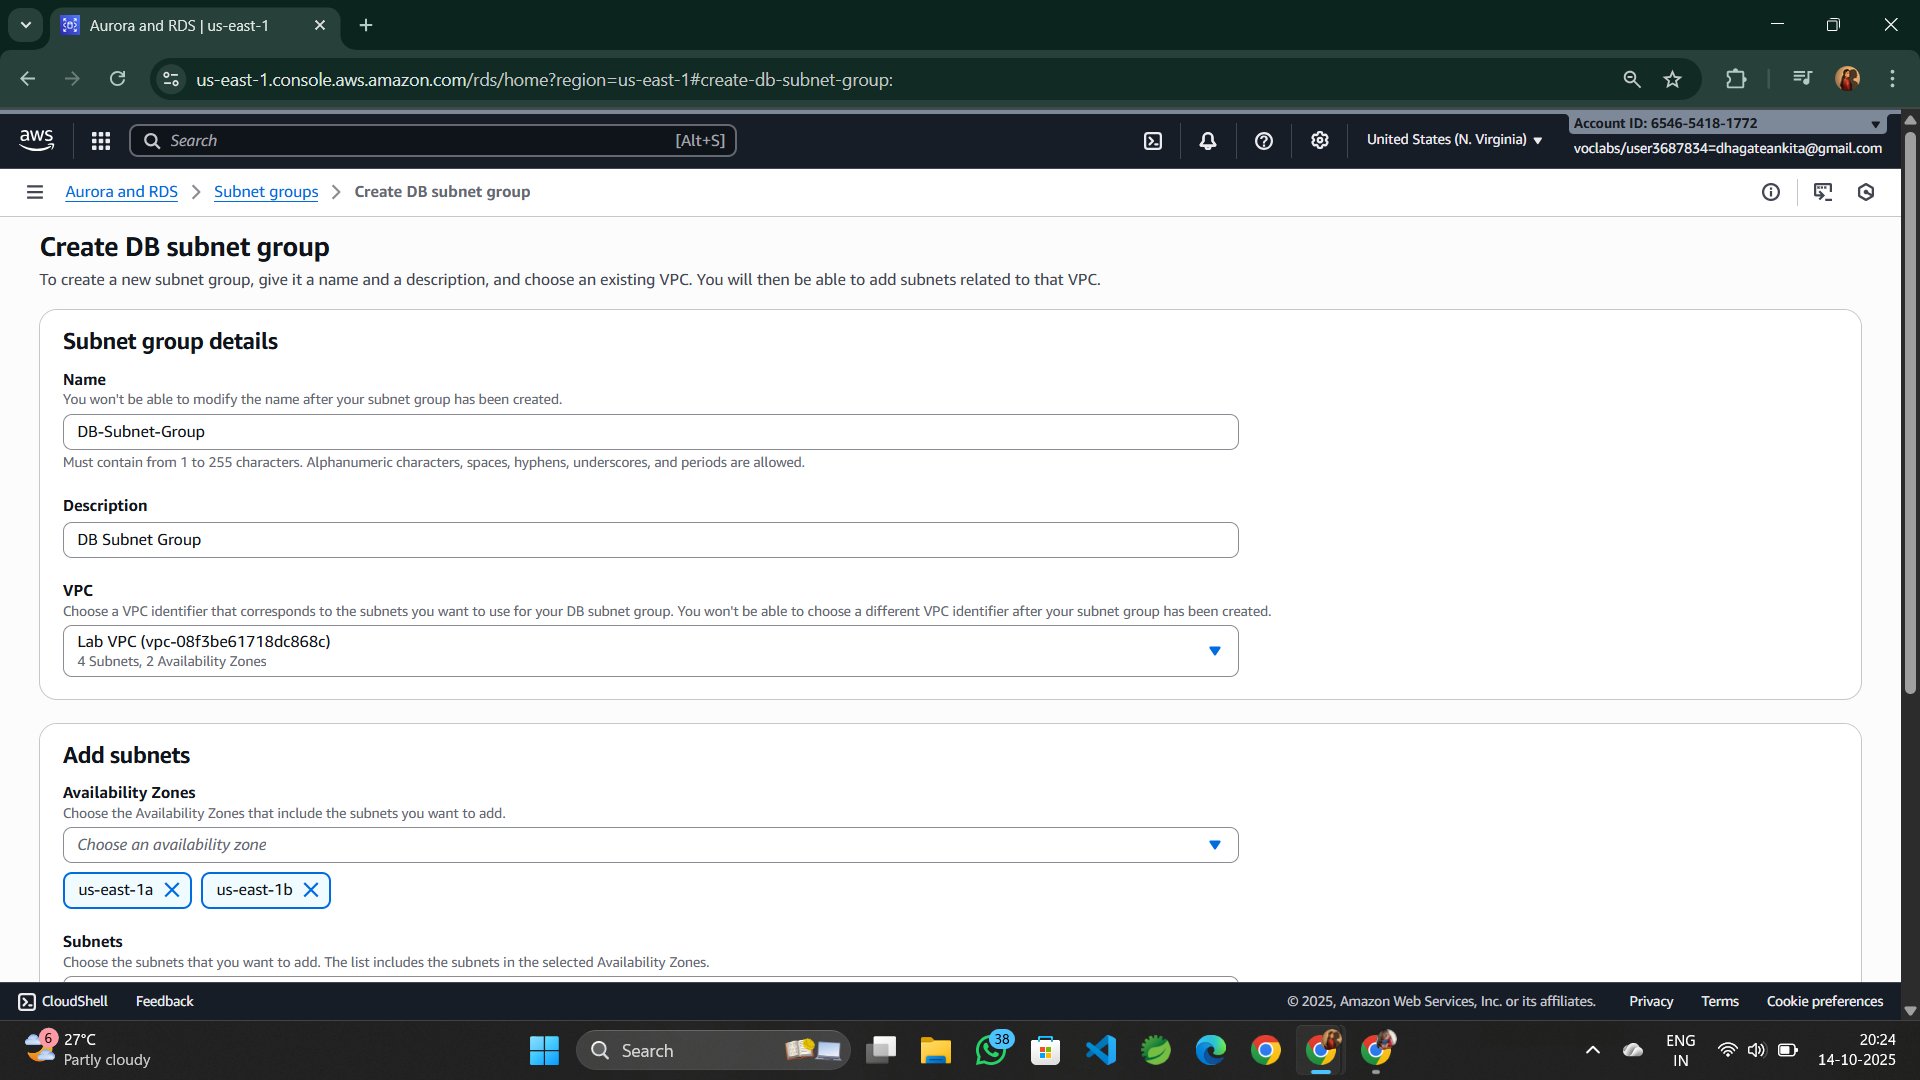 Aurora and RDS | us-east-1
us-east-1.console.aws.amazon.com/rds/home?region=us-east-1#create-db-subnet-group:
aws
Search
[Alt+S]
United States (N. Virginia)
Account ID: 6546-5418-1772
voclabs/user3687834=dhagateankita@gmail.com
Aurora and RDS
Subnet groups
Create DB subnet group
Create DB subnet group
To create a new subnet group, give it a name and a description, and choose an existing VPC. You will then be able to add subnets related to that VPC.
Subnet group details
Name
You won't be able to modify the name after your subnet group has been created.
DB-Subnet-Group
Must contain from 1 to 255 characters. Alphanumeric characters, spaces, hyphens, underscores, and periods are allowed.
Description
DB Subnet Group
VPC
Choose a VPC identifier that corresponds to the subnets you want to use for your DB subnet group. You won't be able to choose a different VPC identifier after your subnet group has been created.
Lab VPC (vpc-08f3be61718dc868c)
4 Subnets, 2 Availability Zones
Add subnets
Availability Zones
Choose the Availability Zones that include the subnets you want to add.
Choose an availability zone
us-east-1a
us-east-1b
Subnets
Choose the subnets that you want to add. The list includes the subnets in the selected Availability Zones.
CloudShell
Feedback
© 2025, Amazon Web Services, Inc. or its affiliates.
Privacy
Terms
Cookie preferences
6
27°C
Partly cloudy
Search
38
ENG
IN
20:24
14-10-2025